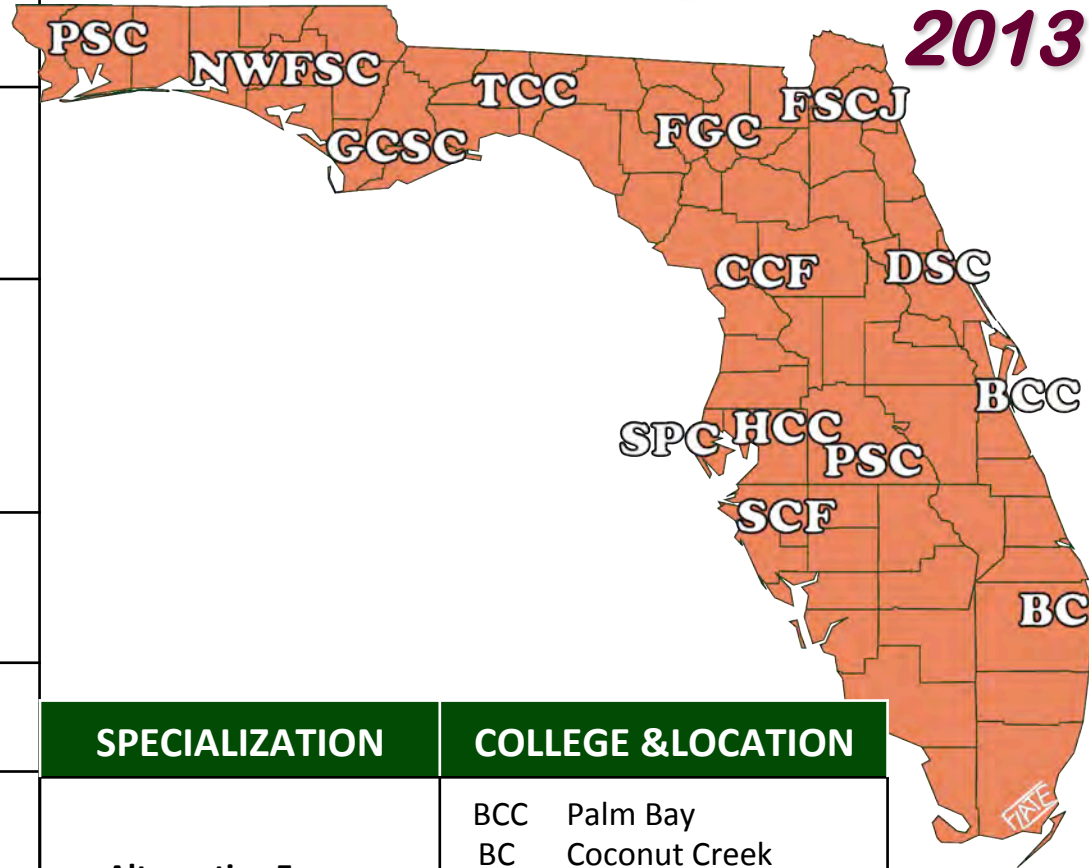 2013
PSC
NWFSC
TCC
FSCJ
FGC
GCSC
CCF
DSC
BCC
SPC
HCC
PSC
SCF
BC
FLATE
SPECIALIZATION
COLLEGE &LOCATION
BCC Palm Bay
BC Coconut Creek